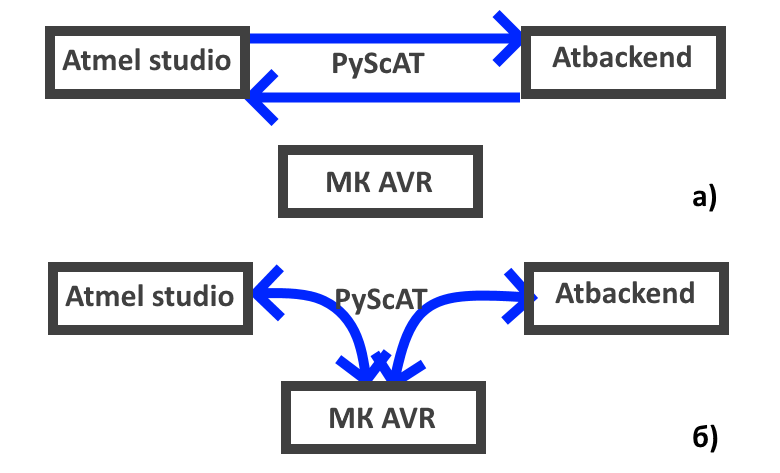 Atmel studio
PyScAT
Atbackend
МК AVR
а)
Atmel studio
PyScAT
Atbackend
МК AVR
б)